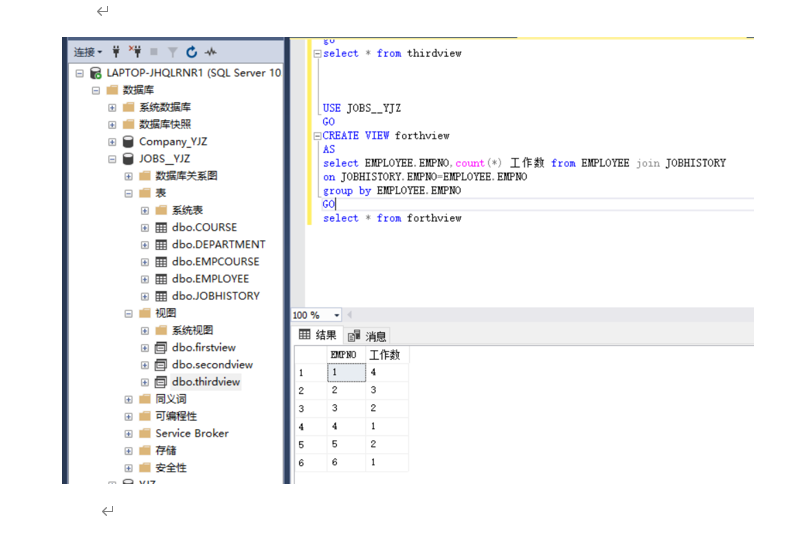 连接
LAPTOP-JHQLRNR1 (SQL Server 10
数据库
系统数据库
数据库快照
Company_YJZ
JOBS__YJZ
数据库关系图
表
系统表
dbo.COURSE
dbo.DEPARTMENT
dbo.EMPCOURSE
dbo.EMPLOYEE
dbo.JOBHISTORY
视图
系统视图
dbo.firstview
dbo.secondview
dbo.thirdview
同义词
可编程性
Service Broker
存储
安全性
YJZ
go
select * from thirdview
USE JOBS__YJZ
GO
CREATE VIEW forthview
AS
select EMPLOYEE.EMPNO,count(*) 工作数 from EMPLOYEE join JOBHISTORY
on JOBHISTORY.EMPNO=EMPLOYEE.EMPNO
group by EMPLOYEE.EMPNO
GO
select * from forthview
100 %
结果 消息
EMPNO 工作数
1 1 4
2 2 3
3 3 2
4 4 1
5 5 2
6 6 1